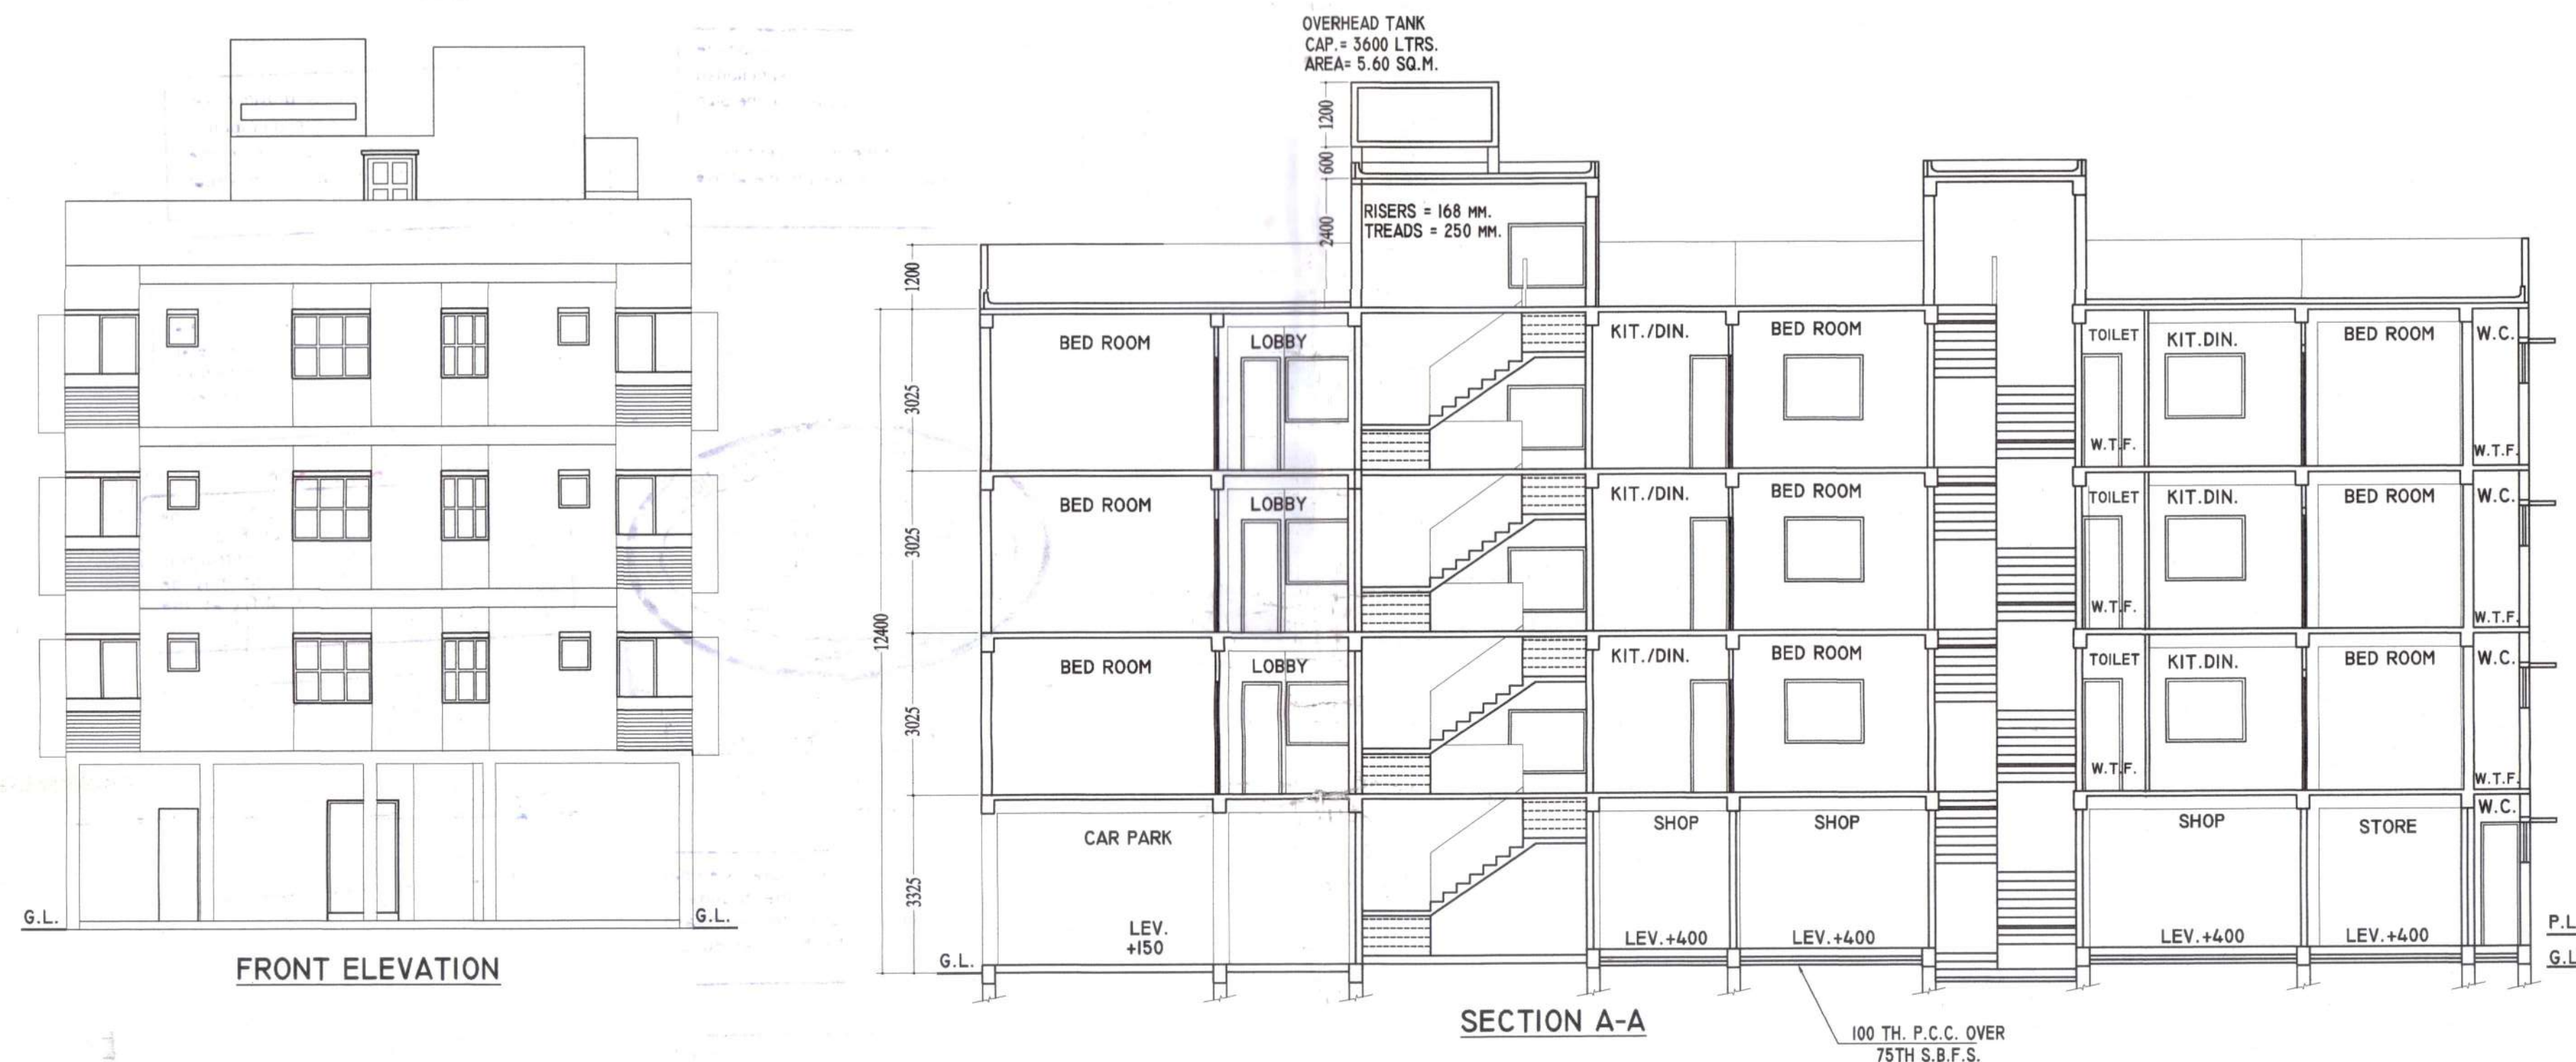 OVERHEAD TANK
CAP.= 3600 LTRS.
AREA= 5.60 SQ.M.
1200
600
2400
RISERS = 168 MM.
TREADS = 250 MM.
1200
3025
3025
3025
3325
12400
BED ROOM LOBBY KIT./DIN. BED ROOM TOILET KIT.DIN. BED ROOM W.C.
W.T.F. W.T.F.
BED ROOM LOBBY KIT./DIN. BED ROOM TOILET KIT.DIN. BED ROOM W.C.
W.T.F. W.T.F.
BED ROOM LOBBY KIT./DIN. BED ROOM TOILET KIT.DIN. BED ROOM W.C.
W.T.F. W.T.F.
CAR PARK SHOP SHOP SHOP STORE W.C.
LEV.
+150
LEV.+400 LEV.+400 LEV.+400 LEV.+400
G.L. G.L. G.L.
P.L
G.L
FRONT ELEVATION
SECTION A-A
100 TH. P.C.C. OVER
75TH S.B.F.S.